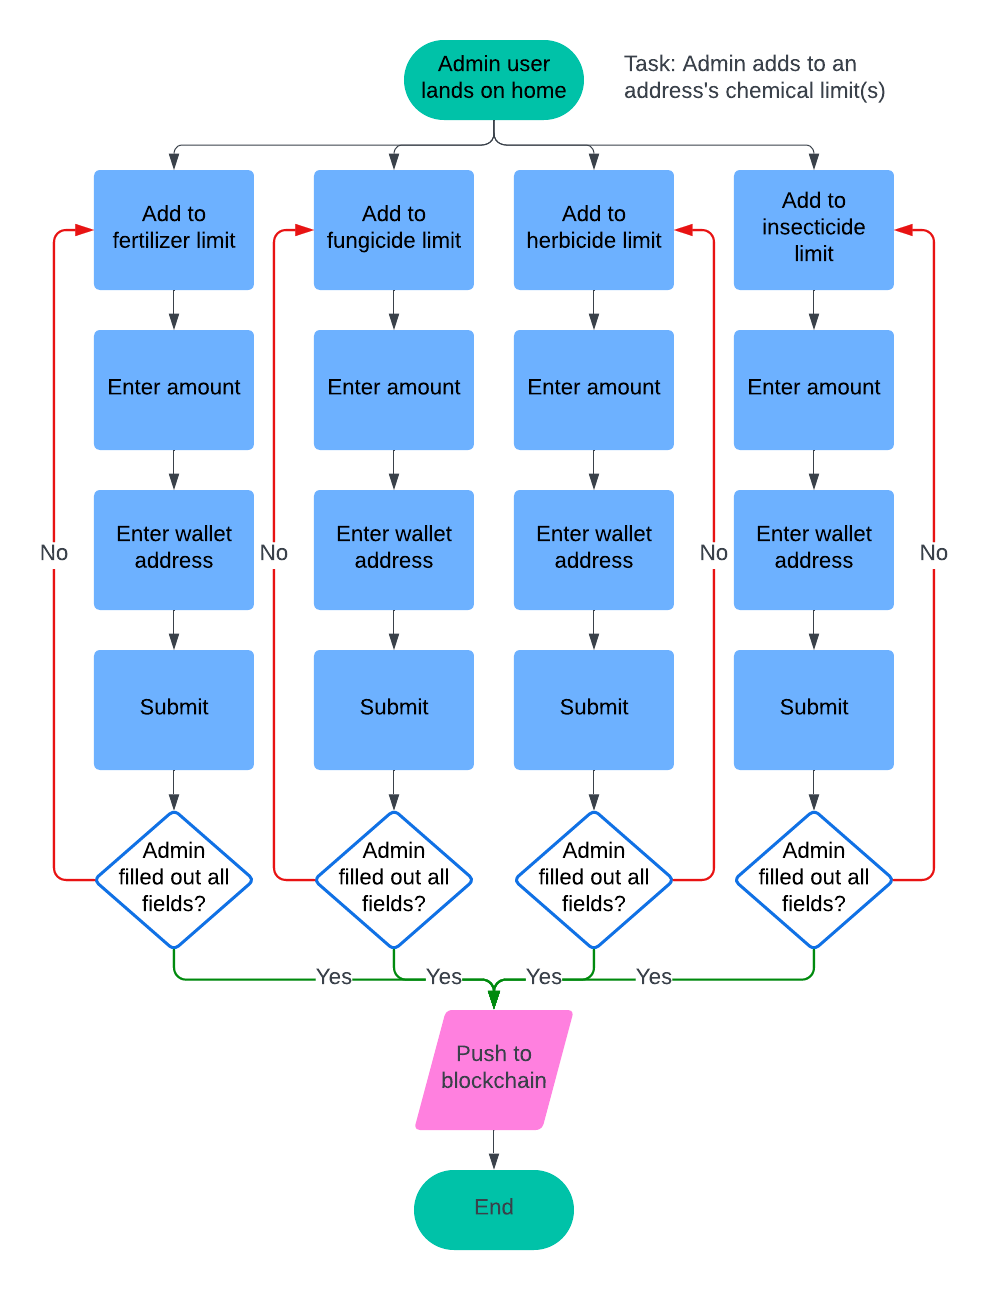 Admin user
lands on home
Task: Admin adds to an
address's chemical limit(s)
Add to
fertilizer limit
Add to
fungicide limit
Add to
herbicide limit
Add to
insecticide
limit
Enter amount
Enter amount
Enter amount
Enter amount
Enter wallet
address
Enter wallet
address
Enter wallet
address
Enter wallet
address
No
No
No
No
Submit
Submit
Submit
Submit
Admin
filled out all
fields?
Admin
filled out all
fields?
Admin
filled out all
fields?
Admin
filled out all
fields?
Yes
Yes
Yes
Yes
Push to
blockchain
End